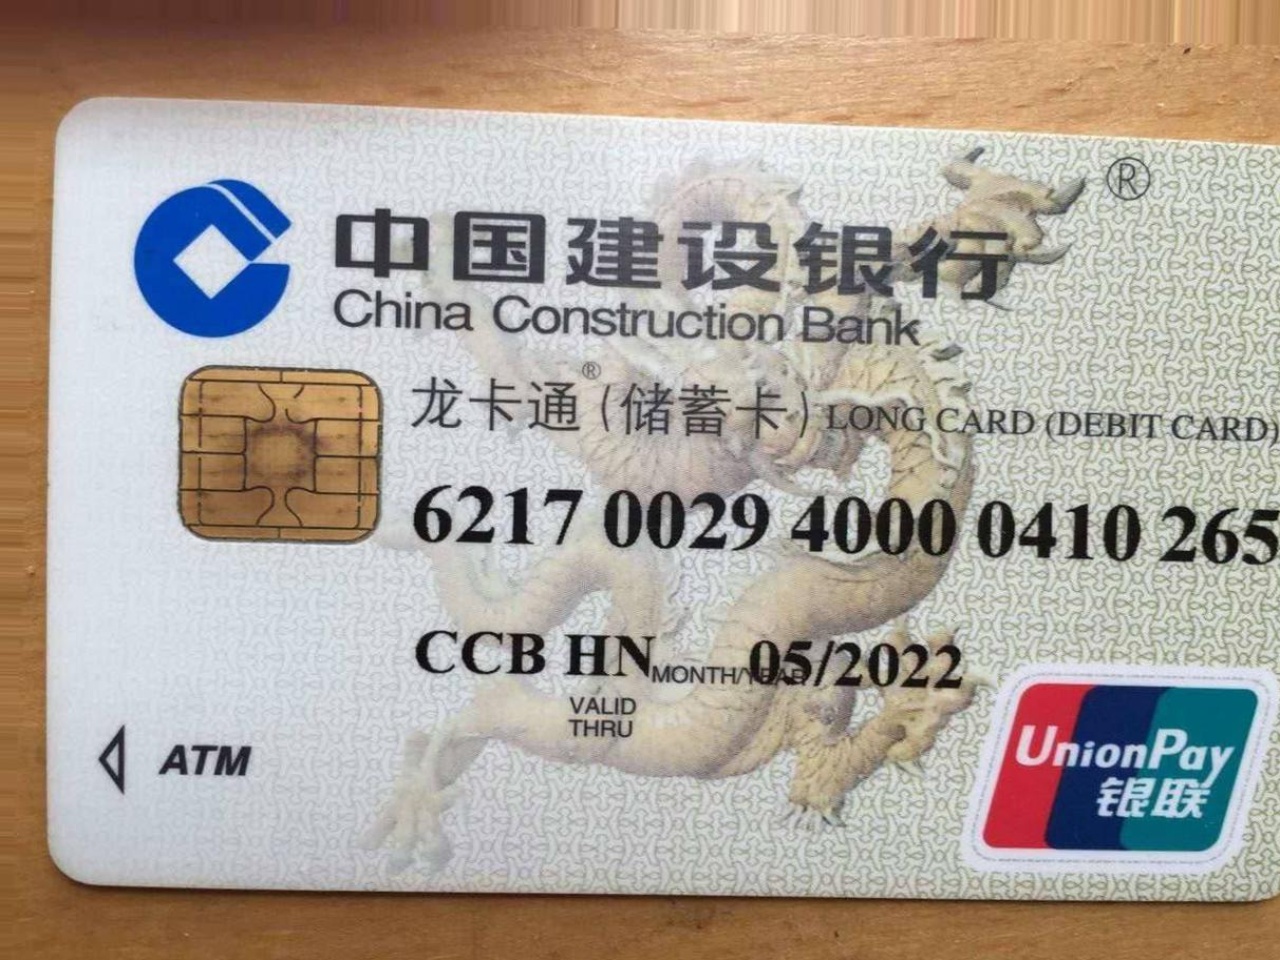 中国建设银行®
China Construction Bank
龙卡通®(储蓄卡) LONG CARD (DEBIT CARD)
6217 0029 4000 0410 265
CCB HN MONTH/YEAR 05/2022
VALID
THRU
ATM
UnionPay
银联